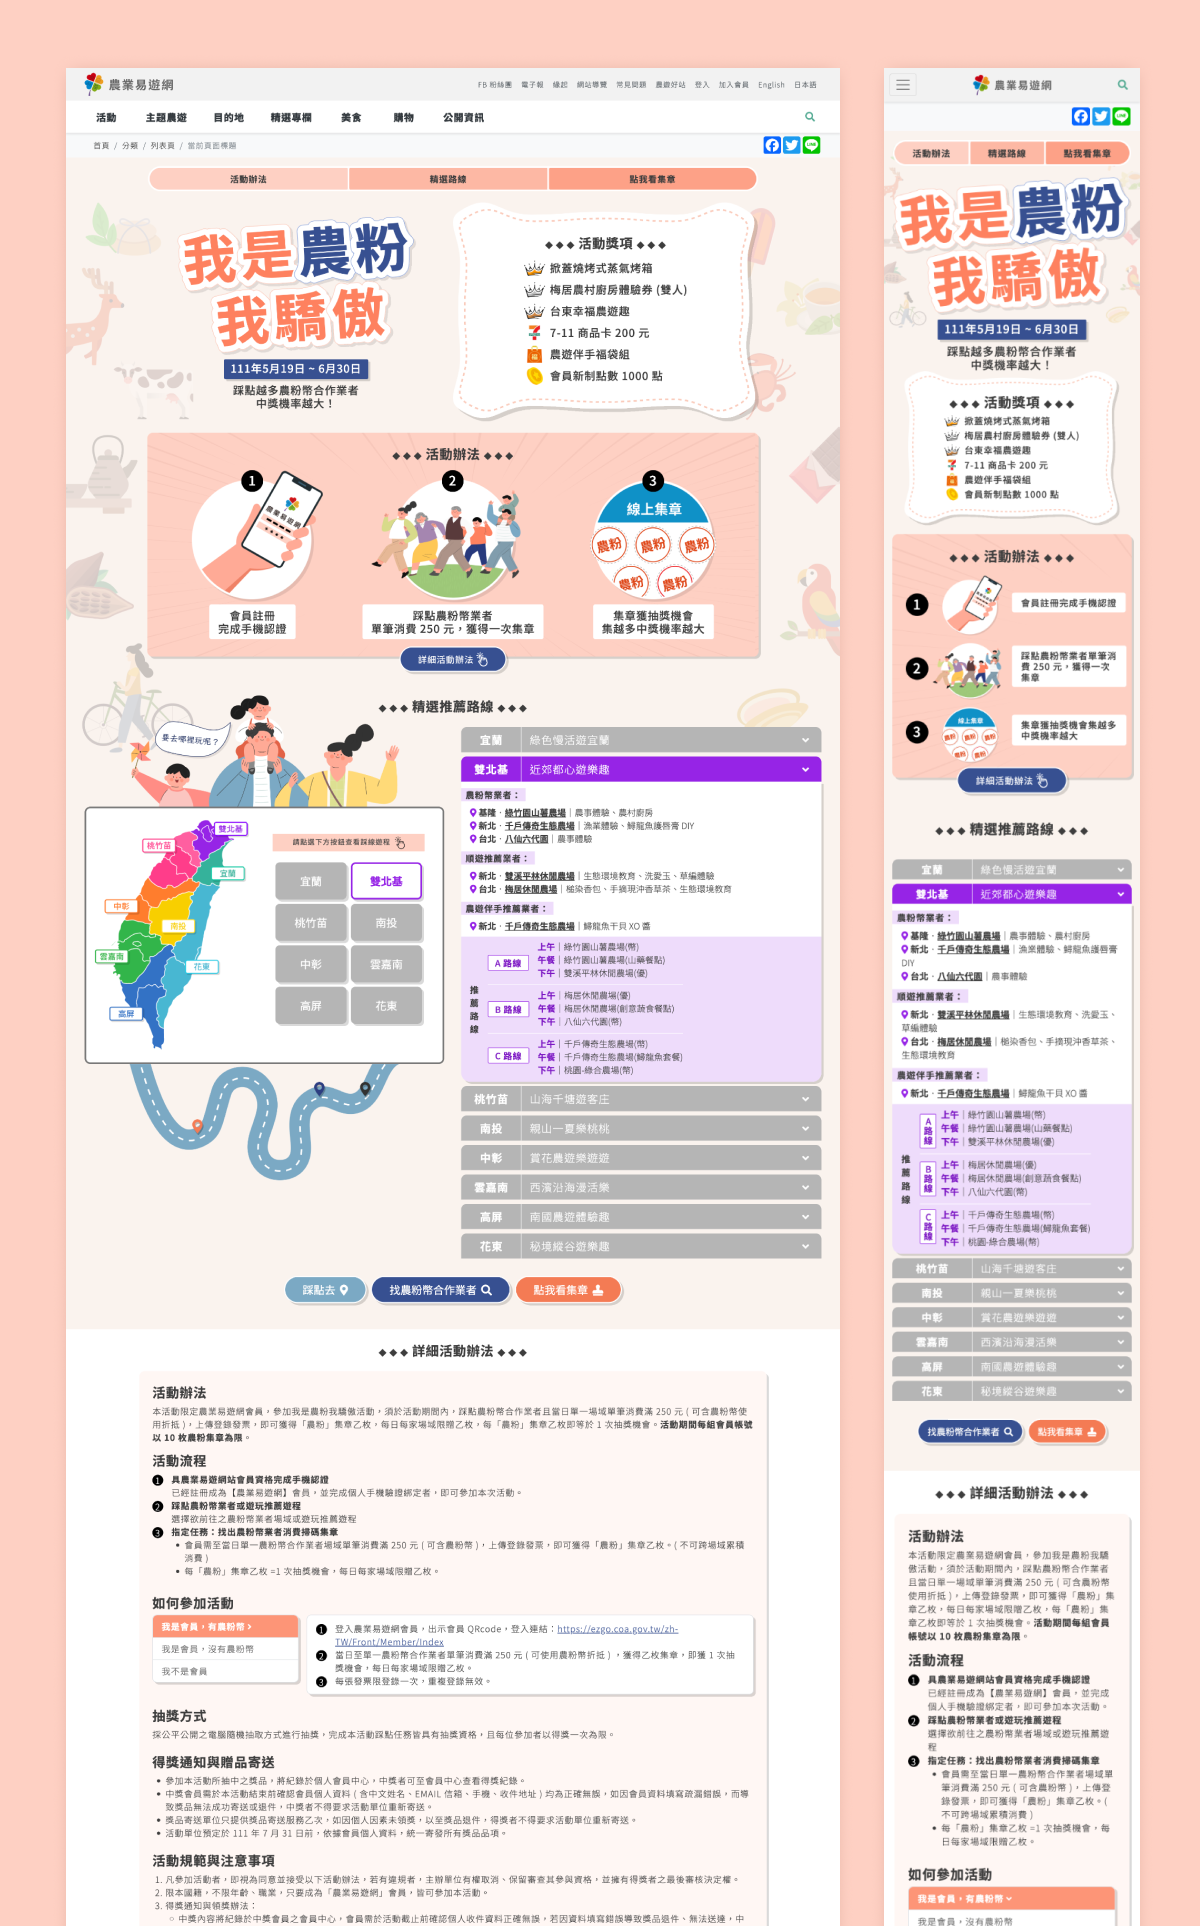 農業易遊網
FB 粉絲團 電子報 緣起 網站導覽 常見問題 農遊好站 登入 加入會員 English 日本語
活動 主題農遊 目的地 精選專欄 美食 購物 公開資訊
首頁 / 分類 / 列表頁 / 當前頁面標題
活動辦法 精選路線 點我看集章
我是農粉
我驕傲
111年5月19日 ~ 6月30日
踩點越多農粉幣合作業者
中獎機率越大！
◆◆◆ 活動獎項 ◆◆◆
掀蓋燒烤式蒸氣烤箱
梅居農村廚房體驗券 (雙人)
台東幸福農遊趣
7-11 商品卡 200 元
農遊伴手福袋組
會員新制點數 1000 點
◆◆◆ 活動辦法 ◆◆◆
1
農業易遊網
會員註冊
完成手機認證
2
踩點農粉幣業者
單筆消費 250 元，獲得一次集章
3
線上集章
農粉 農粉 農粉
農粉 農粉
集章獲抽獎機會
集越多中獎機率越大
詳細活動辦法
◆◆◆ 精選推薦路線 ◆◆◆
要去哪裡玩呢？
雙北基
桃竹苗
宜蘭
中彰
南投
雲嘉南
花東
高屏
請點選下方按鈕查看踩線遊程
宜蘭 雙北基
桃竹苗 南投
中彰 雲嘉南
高屏 花東
宜蘭 綠色慢活遊宜蘭
雙北基 近郊都心遊樂趣
農粉幣業者：
基隆．綠竹園山薯農場｜農事體驗、農村廚房
新北．千戶傳奇生態農場｜漁業體驗、鱘龍魚護唇膏 DIY
台北．八仙六代園｜農事體驗
順遊推薦業者：
新北．雙溪平林休閒農場｜生態環境教育、洗愛玉、草編體驗
台北．梅居休閒農場｜槌染香包、手摘現沖香草茶、生態環境教育
農遊伴手推薦業者：
新北．千戶傳奇生態農場｜鱘龍魚干貝 XO 醬
推薦路線
A 路線
上午｜綠竹園山薯農場(幣)
午餐｜綠竹園山薯農場(山藥餐點)
下午｜雙溪平林休閒農場(優)
B 路線
上午｜梅居休閒農場(優)
午餐｜梅居休閒農場(創意蔬食餐點)
下午｜八仙六代園(幣)
C 路線
上午｜千戶傳奇生態農場(幣)
午餐｜千戶傳奇生態農場(鱘龍魚套餐)
下午｜桃園-綠合農場(幣)
桃竹苗 山海千塘遊客庄
南投 親山一夏樂桃桃
中彰 賞花農遊樂遊遊
雲嘉南 西濱沿海漫活樂
高屏 南國農遊體驗趣
花東 秘境縱谷遊樂趣
踩點去 找農粉幣合作業者 點我看集章
◆◆◆ 詳細活動辦法 ◆◆◆
活動辦法
本活動限定農業易遊網會員，參加我是農粉我驕傲活動，須於活動期間內，踩點農粉幣合作業者且當日單一場域單筆消費滿 250 元 ( 可含農粉幣使
用折抵 )，上傳登錄發票，即可獲得「農粉」集章乙枚，每日每家場域限贈乙枚，每「農粉」集章乙枚即等於 1 次抽獎機會。活動期間每組會員帳號
以 10 枚農粉集章為限。
活動流程
1 具農業易遊網站會員資格完成手機認證
已經註冊成為【農業易遊網】會員，並完成個人手機驗證綁定者，即可參加本次活動。
2 踩點農粉幣業者或遊玩推薦遊程
選擇欲前往之農粉幣業者場域或遊玩推薦遊程
3 指定任務：找出農粉幣業者消費掃碼集章
• 會員需至當日單一農粉幣合作業者場域單筆消費滿 250 元 ( 可含農粉幣 )，上傳登錄發票，即可獲得「農粉」集章乙枚。( 不可跨場域累積
消費 )
• 每「農粉」集章乙枚 =1 次抽獎機會，每日每家場域限贈乙枚。
如何參加活動
我是會員，有農粉幣
我是會員，沒有農粉幣
我不是會員
1 登入農業易遊網會員，出示會員 QRcode，登入連結：https://ezgo.coa.gov.tw/zh-
TW/Front/Member/Index
2 當日至單一農粉幣合作業者單筆消費滿 250 元 ( 可使用農粉幣折抵 ) ，獲得乙枚集章，即獲 1 次抽
獎機會，每日每家場域限贈乙枚。
3 每張發票限登錄一次，重複登錄無效。
抽獎方式
採公平公開之電腦隨機抽取方式進行抽獎，完成本活動踩點任務皆具有抽獎資格，且每位參加者以得獎一次為限。
得獎通知與贈品寄送
• 參加本活動所抽中之獎品，將紀錄於個人會員中心，中獎者可至會員中心查看得獎紀錄。
• 中獎會員需於本活動結束前確認會員個人資料 ( 含中文姓名、EMAIL 信箱、手機、收件地址 ) 均為正確無誤，如因會員資料填寫疏漏錯誤，而導
致獎品無法成功寄送或退件，中獎者不得要求活動單位重新寄送。
• 獎品寄送單位只提供獎品寄送服務乙次，如因個人因素未領獎，以至獎品退件，得獎者不得要求活動單位重新寄送。
• 活動單位預定於 111 年 7 月 31 日前，依據會員個人資料，統一寄發所有獎品品項。
活動規範與注意事項
1. 凡參加活動者，即視為同意並接受以下活動辦法，若有違規者，主辦單位有權取消、保留審查其參與資格，並擁有得獎者之最後審核決定權。
2. 限本國籍，不限年齡、職業，只要成為「農業易遊網」會員，皆可參加本活動。
3. 得獎通知與領獎辦法：
○ 中獎內容將紀錄於中獎會員之會員中心，會員需於活動截止前確認個人收件資料正確無誤，若因資料填寫錯誤導致獎品退件、無法送達，中
農業易遊網
活動辦法 精選路線 點我看集章
我是農粉
我驕傲
111年5月19日 ~ 6月30日
踩點越多農粉幣合作業者
中獎機率越大！
◆◆◆ 活動獎項 ◆◆◆
掀蓋燒烤式蒸氣烤箱
梅居農村廚房體驗券 (雙人)
台東幸福農遊趣
7-11 商品卡 200 元
農遊伴手福袋組
會員新制點數 1000 點
◆◆◆ 活動辦法 ◆◆◆
1
會員註冊完成手機認證
2
踩點農粉幣業者單筆消
費 250 元，獲得一次
集章
3
線上集章
農粉 農粉 農粉
農粉 農粉
集章獲抽獎機會集越多
中獎機率越大
詳細活動辦法
◆◆◆ 精選推薦路線 ◆◆◆
宜蘭 綠色慢活遊宜蘭
雙北基 近郊都心遊樂趣
農粉幣業者：
基隆．綠竹園山薯農場｜農事體驗、農村廚房
新北．千戶傳奇生態農場｜漁業體驗、鱘龍魚護唇膏
DIY
台北．八仙六代園｜農事體驗
順遊推薦業者：
新北．雙溪平林休閒農場｜生態環境教育、洗愛玉、
草編體驗
台北．梅居休閒農場｜槌染香包、手摘現沖香草茶、
生態環境教育
農遊伴手推薦業者：
新北．千戶傳奇生態農場｜鱘龍魚干貝 XO 醬
推薦路線
A路線
上午｜綠竹園山薯農場(幣)
午餐｜綠竹園山薯農場(山藥餐點)
下午｜雙溪平林休閒農場(優)
B路線
上午｜梅居休閒農場(優)
午餐｜梅居休閒農場(創意蔬食餐點)
下午｜八仙六代園(幣)
C路線
上午｜千戶傳奇生態農場(幣)
午餐｜千戶傳奇生態農場(鱘龍魚套餐)
下午｜桃園-綠合農場(幣)
桃竹苗 山海千塘遊客庄
南投 親山一夏樂桃桃
中彰 賞花農遊樂遊遊
雲嘉南 西濱沿海漫活樂
高屏 南國農遊體驗趣
花東 秘境縱谷遊樂趣
找農粉幣合作業者 點我看集章
◆◆◆ 詳細活動辦法 ◆◆◆
活動辦法
本活動限定農業易遊網會員，參加我是農粉我驕
傲活動，須於活動期間內，踩點農粉幣合作業者
且當日單一場域單筆消費滿 250 元 ( 可含農粉幣
使用折抵 )，上傳登錄發票，即可獲得「農粉」集
章乙枚，每日每家場域限贈乙枚，每「農粉」集
章乙枚即等於 1 次抽獎機會。活動期間每組會員
帳號以 10 枚農粉集章為限。
活動流程
1 具農業易遊網站會員資格完成手機認證
已經註冊成為【農業易遊網】會員，並完成
個人手機驗證綁定者，即可參加本次活動。
2 踩點農粉幣業者或遊玩推薦遊程
選擇欲前往之農粉幣業者場域或遊玩推薦遊
程
3 指定任務：找出農粉幣業者消費掃碼集章
• 會員需至當日單一農粉幣合作業者場域單
筆消費滿 250 元 ( 可含農粉幣 )，上傳登
錄發票，即可獲得「農粉」集章乙枚。(
不可跨場域累積消費 )
• 每「農粉」集章乙枚 =1 次抽獎機會，每
日每家場域限贈乙枚。
如何參加活動
我是會員，有農粉幣
我是會員，沒有農粉幣